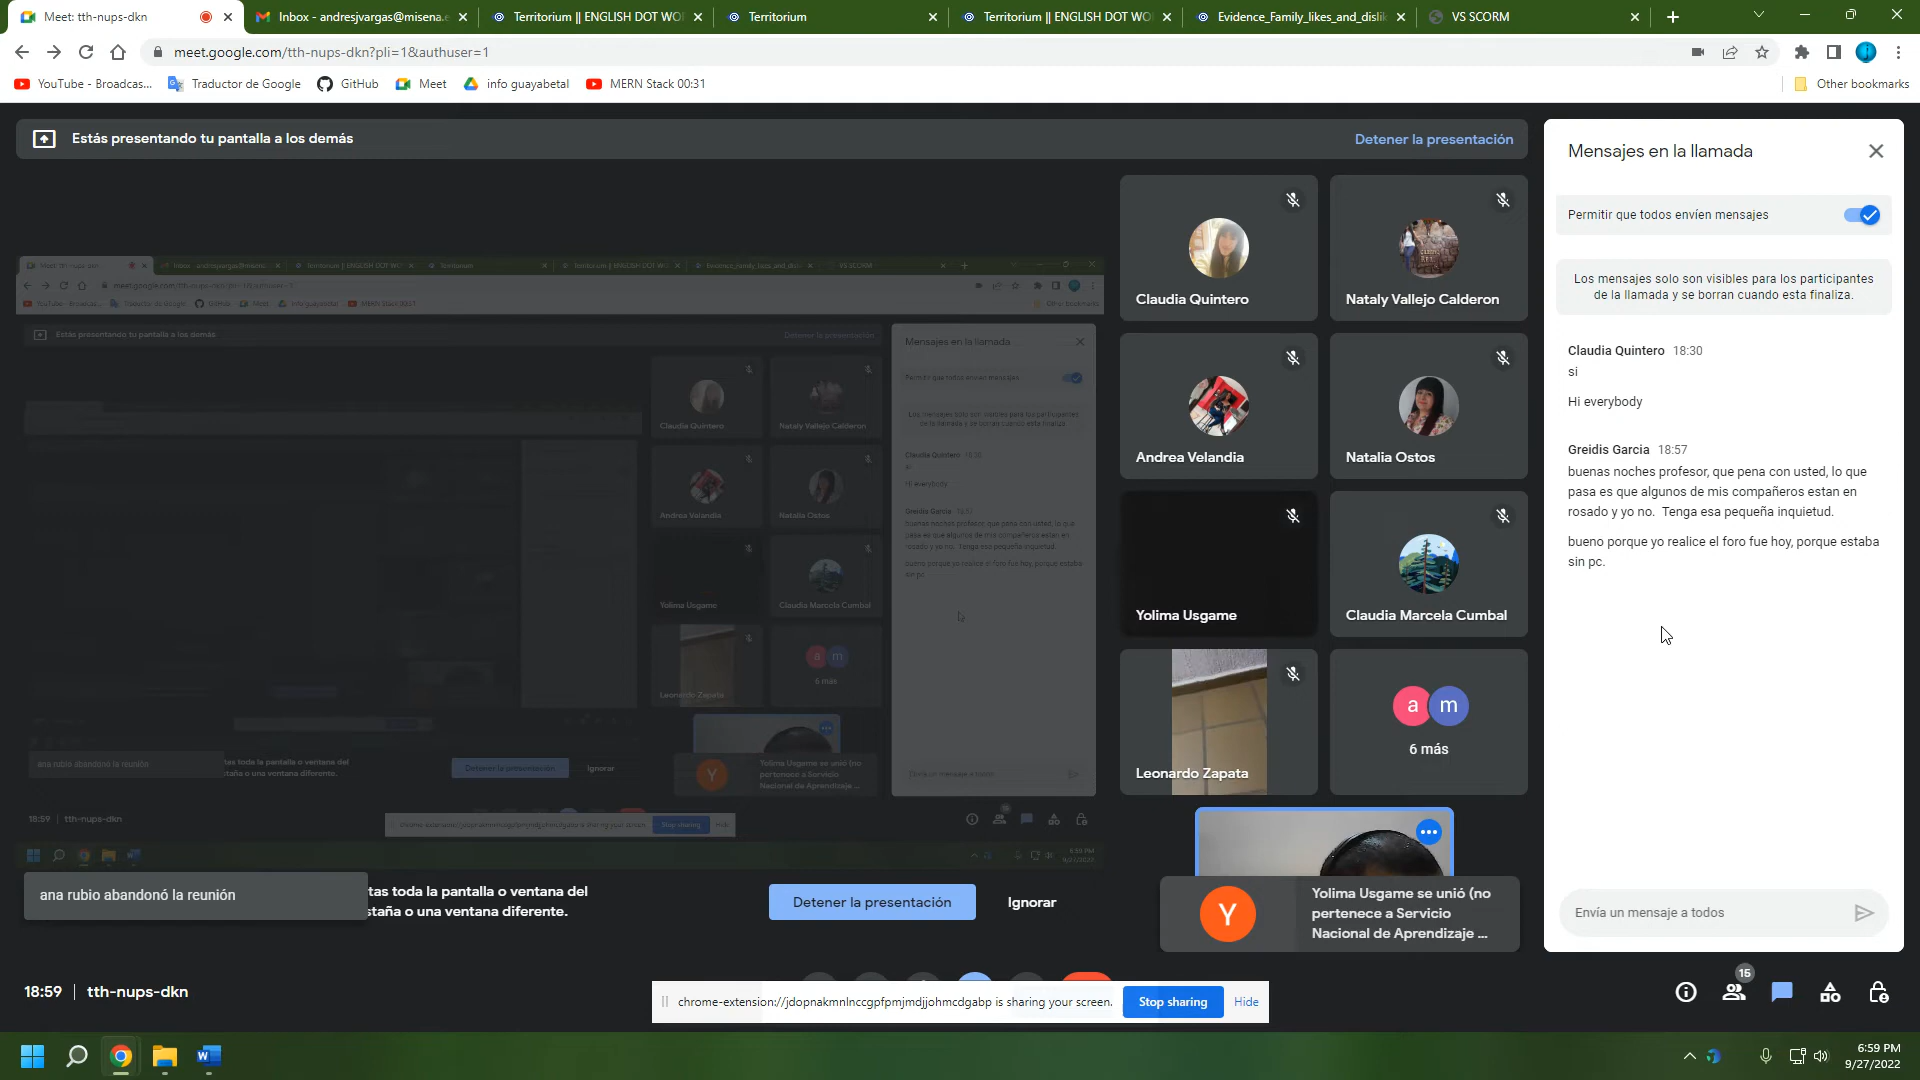 Meet: tth-nups-dkn
Inbox - andresjvargas@misena.e
Territorium || ENGLISH DOT WO
Territorium
Territorium || ENGLISH DOT WO
Evidence_Family_likes_and_dislik
VS SCORM
meet.google.com/tth-nups-dkn?pli=1&authuser=1
YouTube - Broadcas...
Traductor de Google
GitHub
Meet
info guayabetal
MERN Stack 00:31
Other bookmarks
Estás presentando tu pantalla a los demás
Detener la presentación
Claudia Quintero
Nataly Vallejo Calderon
Andrea Velandia
Natalia Ostos
Yolima Usgame
Claudia Marcela Cumbal
Leonardo Zapata
a m
6 más
Mensajes en la llamada
Permitir que todos envíen mensajes
Los mensajes solo son visibles para los participantes
de la llamada y se borran cuando esta finaliza.
Claudia Quintero 18:30
si
Hi everybody
Greidis Garcia 18:57
buenas noches profesor, que pena con usted, lo que
pasa es que algunos de mis compañeros estan en
rosado y yo no. Tenga esa pequeña inquietud.
bueno porque yo realice el foro fue hoy, porque estaba
sin pc.
Envía un mensaje a todos
ana rubio abandonó la reunión
tas toda la pantalla o ventana del
staña o una ventana diferente.
Detener la presentación
Ignorar
Y
Yolima Usgame se unió (no
pertenece a Servicio
Nacional de Aprendizaje ...
18:59 | tth-nups-dkn
chrome-extension://jdopnakmnlnccgpfpmjmdjjohmcdgabp is sharing your screen.
Stop sharing
Hide
15
6:59 PM
9/27/2022